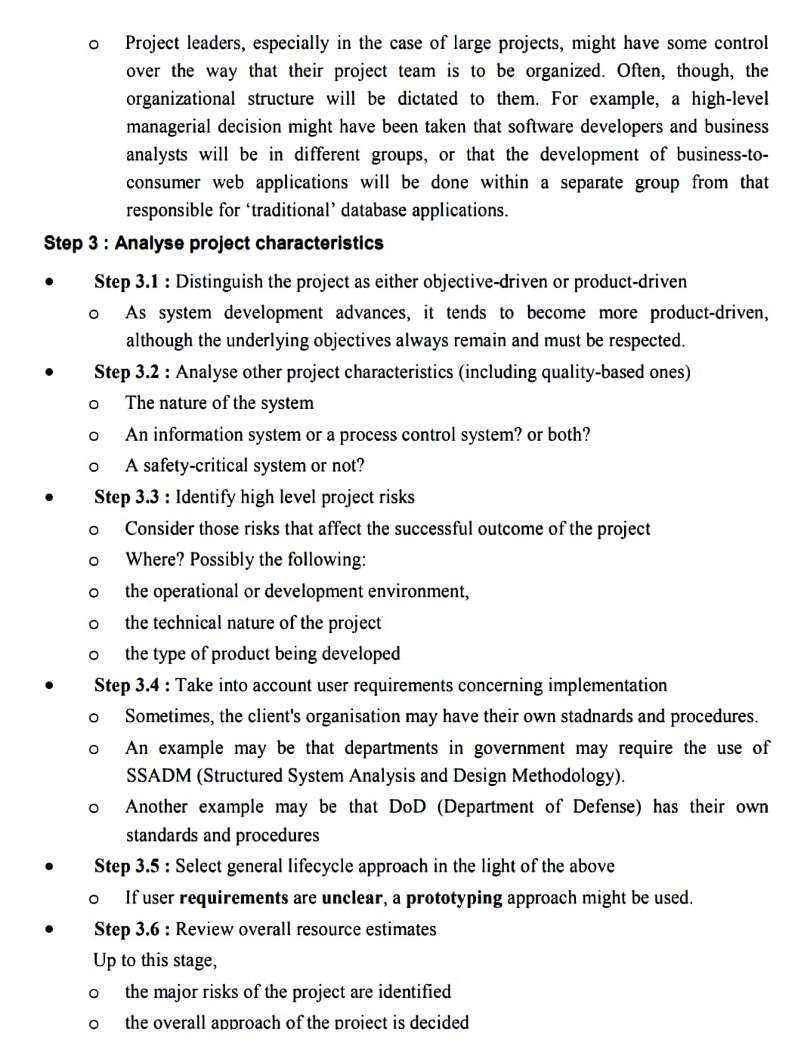 o Project leaders, especially in the case of large projects, might have some control
over the way that their project team is to be organized. Often, though, the
organizational structure will be dictated to them. For example, a high-level
managerial decision might have been taken that software developers and business
analysts will be in different groups, or that the development of business-to-
consumer web applications will be done within a separate group from that
responsible for ‘traditional’ database applications.
Step 3 : Analyse project characteristics
• Step 3.1 : Distinguish the project as either objective-driven or product-driven
o As system development advances, it tends to become more product-driven,
although the underlying objectives always remain and must be respected.
• Step 3.2 : Analyse other project characteristics (including quality-based ones)
o The nature of the system
o An information system or a process control system? or both?
o A safety-critical system or not?
• Step 3.3 : Identify high level project risks
o Consider those risks that affect the successful outcome of the project
o Where? Possibly the following:
o the operational or development environment,
o the technical nature of the project
o the type of product being developed
• Step 3.4 : Take into account user requirements concerning implementation
o Sometimes, the client's organisation may have their own stadnards and procedures.
o An example may be that departments in government may require the use of
SSADM (Structured System Analysis and Design Methodology).
o Another example may be that DoD (Department of Defense) has their own
standards and procedures
• Step 3.5 : Select general lifecycle approach in the light of the above
o If user requirements are unclear, a prototyping approach might be used.
• Step 3.6 : Review overall resource estimates
Up to this stage,
o the major risks of the project are identified
o the overall approach of the project is decided